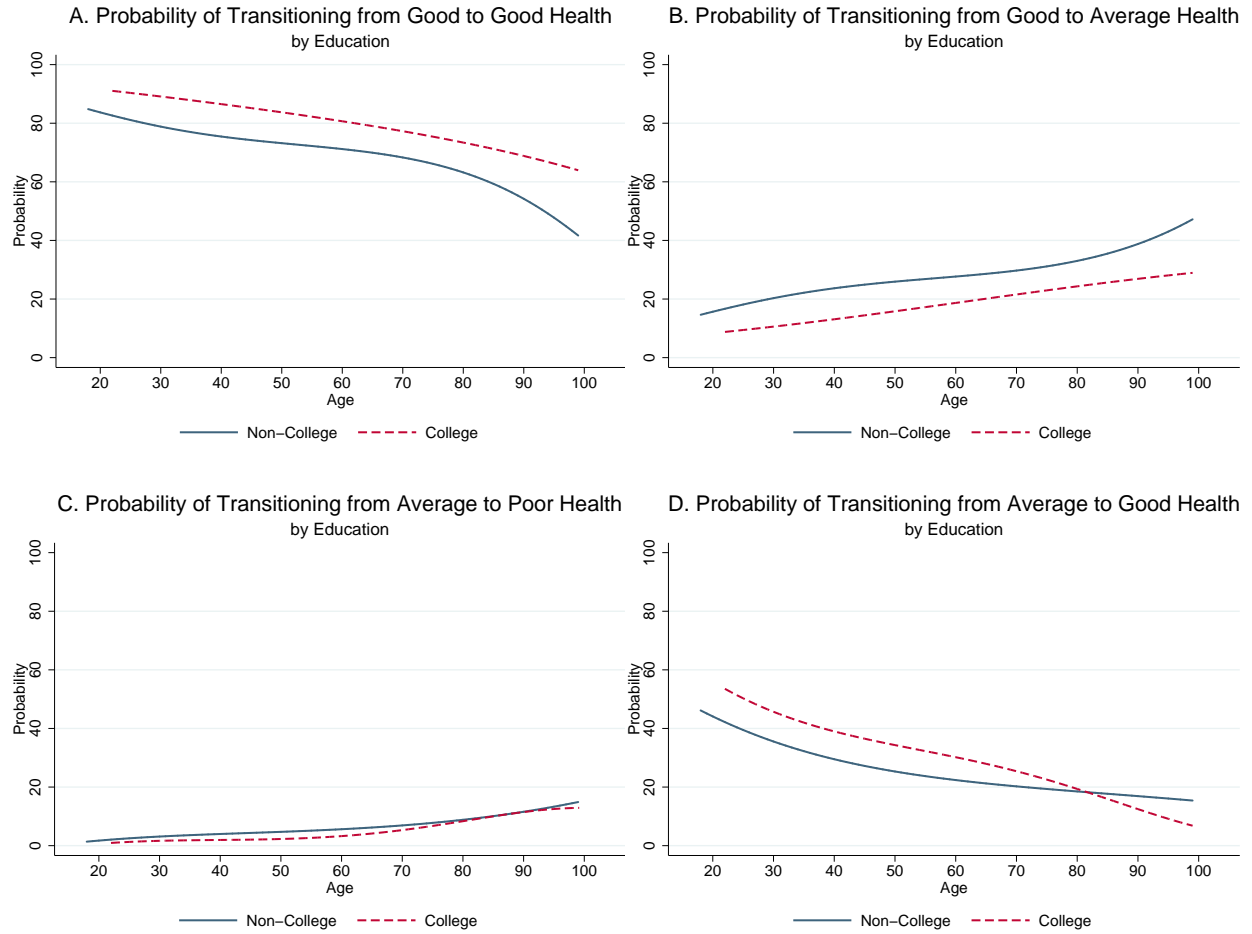 A. Probability of Transitioning from Good to Good Health
by Education
100
80
60
40
20
0
Probability
20 30 40 50 60 70 80 90 100
Age
Non−College College
B. Probability of Transitioning from Good to Average Health
by Education
100
80
60
40
20
0
Probability
20 30 40 50 60 70 80 90 100
Age
Non−College College
C. Probability of Transitioning from Average to Poor Health
by Education
100
80
60
40
20
0
Probability
20 30 40 50 60 70 80 90 100
Age
Non−College College
D. Probability of Transitioning from Average to Good Health
by Education
100
80
60
40
20
0
Probability
20 30 40 50 60 70 80 90 100
Age
Non−College College